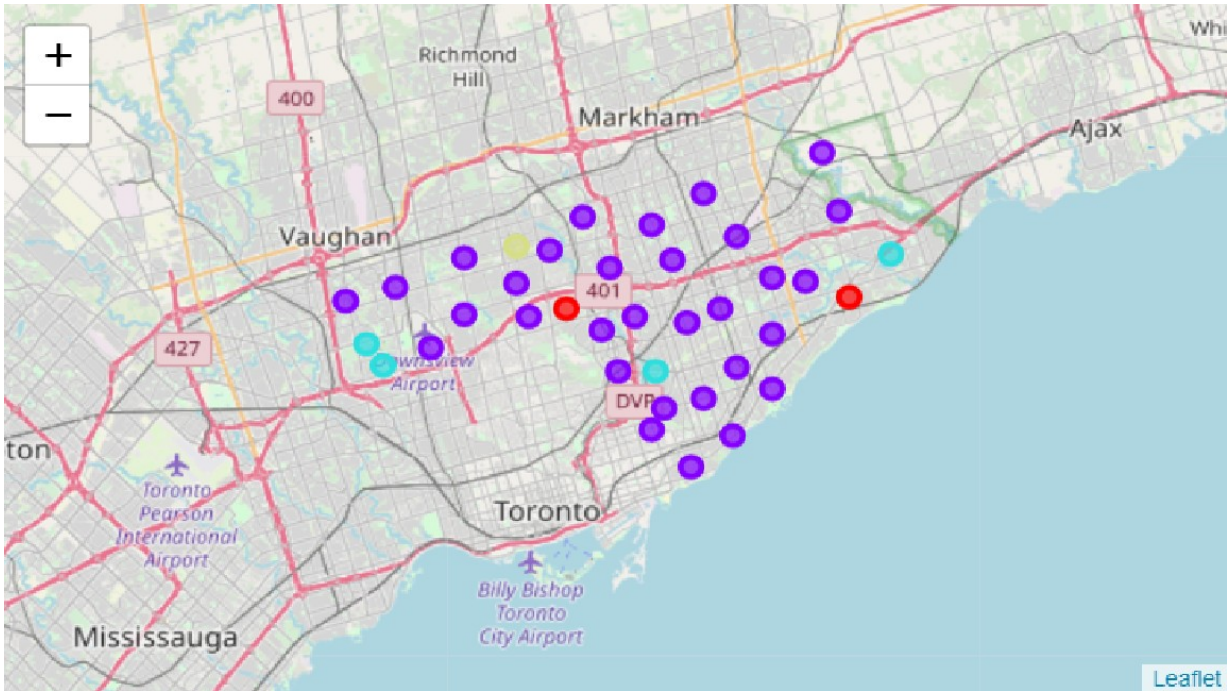 +
−
Richmond
Hill
Whi
400
Markham
Ajax
Vaughan
401
427
wnsview
Airport
DVP
ton
Toronto
Pearson
International
Airport
Toronto
Billy Bishop
Toronto
City Airport
Mississauga
Leaflet